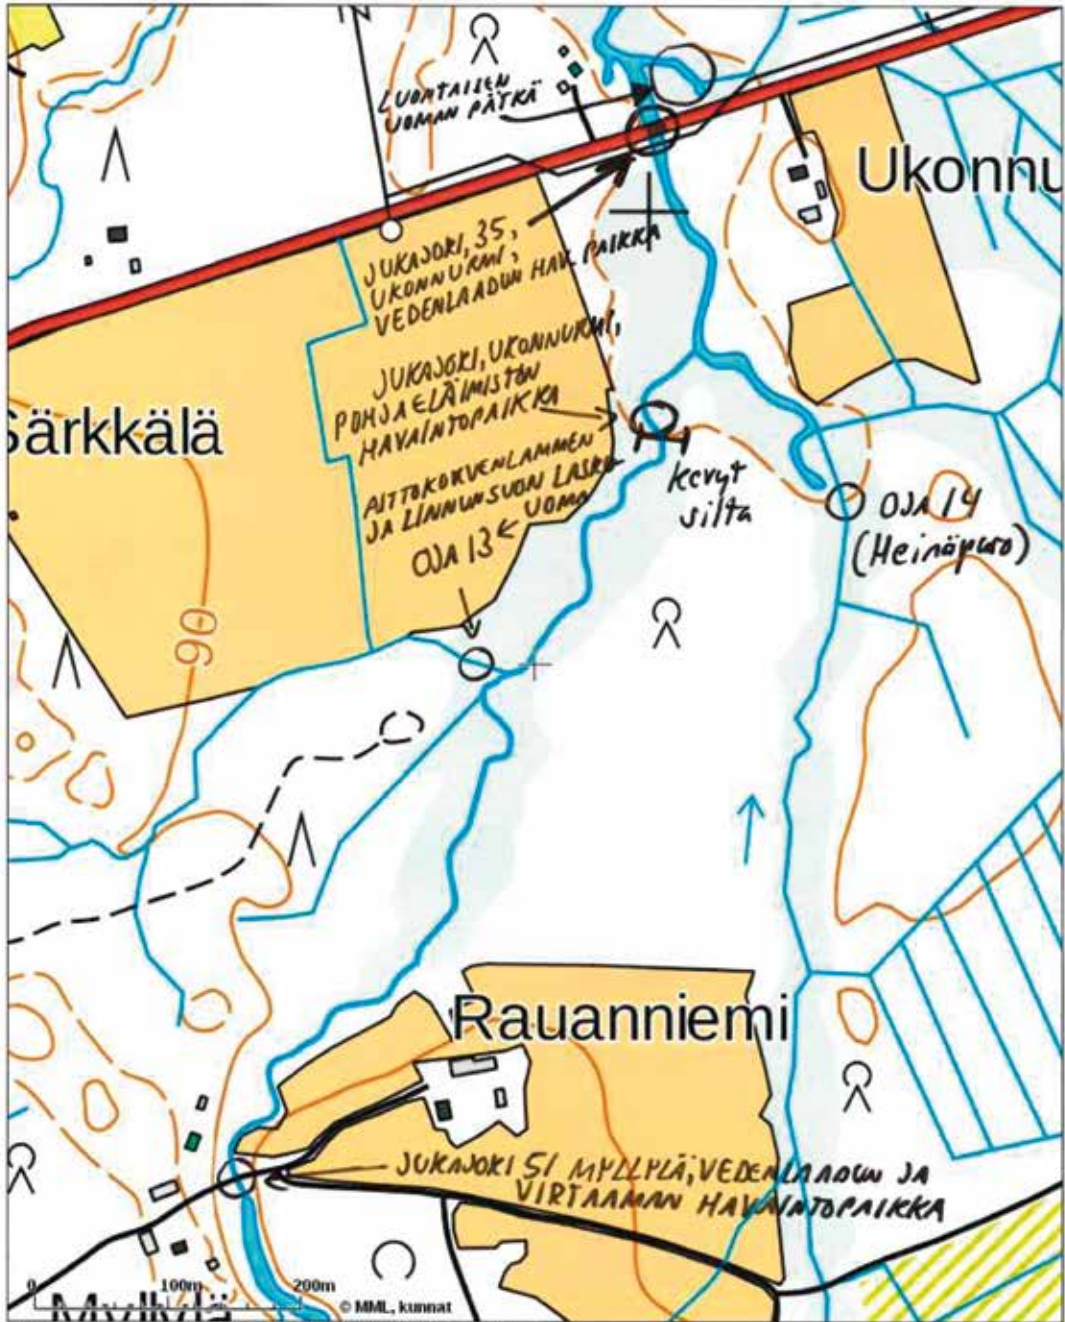 N
LUONTAISEN
UOMAN PÄTKÄ
Ukonnu
JUKAJOKI, 35,
UKONNURMI,
VEDENLAADUN HAV. PAIKKA
JUKAJOKI, UKONNURMI,
POHJAELÄIMISTÖN
HAVAINTOPAIKKA
Särkkälä
AITTOKORVENLAMMEN
JA LINNUNSUON LASKU-
UOMA
OJA 13
kevyt
silta
OJA 14
(Heinäpuro)
90
Rauanniemi
JUKAJOKI 51 MYLLYLÄ, VEDENLAADUN JA
VIRTAAMAN HAVAINTOPAIKKA
0 100m 200m
© MML, kunnat
Myllylä